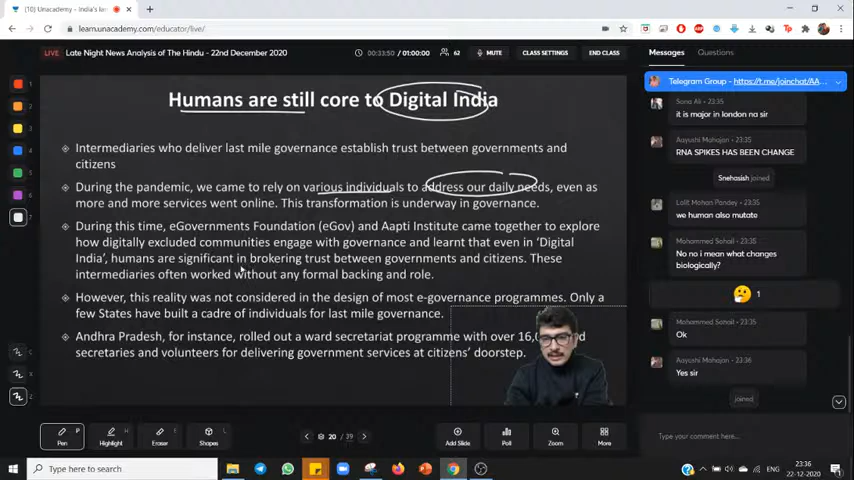 India's l
learn.unacademy.com/educator/live/
LIVE Late Night News Analysis of The Hindu - 22nd December 2020
00:33:50 / 01:00:00
62
MUTE
CLASS SETTINGS
END CLASS
Humans are still core to Digital India
Intermediaries who deliver last mile governance establish trust between governments and
citizens
During the pandemic, we came to rely on various individuals to address our daily needs, even as
more and more services went online. This transformation is underway in governance.
During this time, eGovernments Foundation (eGov) and Aapti Institute came together to explore
how digitally excluded communities engage with governance and learnt that even in ‘Digital
India’, humans are significant in brokering trust between governments and citizens. These
intermediaries often worked without any formal backing and role.
However, this reality was not considered in the design of most e-governance programmes. Only a
few States have built a cadre of individuals for last mile governance.
Andhra Pradesh, for instance, rolled out a ward secretariat programme with over 16,0
secretaries and volunteers for delivering government services at citizens’ doorstep.
1
2
3
4
5
6
7
Pen
P
Highlight
Eraser
E
Shapes
20 / 39
Add Slide
Poll
Zoom
More
Messages
Questions
Telegram Group - https://t.me/joinchat/AA...
Sona Ali • 23:35
it is major in london na sir
Aayushi Mahajan • 23:35
RNA SPIKES HAS BEEN CHANGE
Snehasish joined
Lalit Mohan Pandey • 23:35
we human also mutate
Mohammed Sohail • 23:35
No no i mean what changes
biologically?
1
Mohammed Sohail • 23:35
Ok
Aayushi Mahajan • 23:36
Yes sir
joined
Type your comment here...
Type here to search
ENG
23:36
22-12-2020